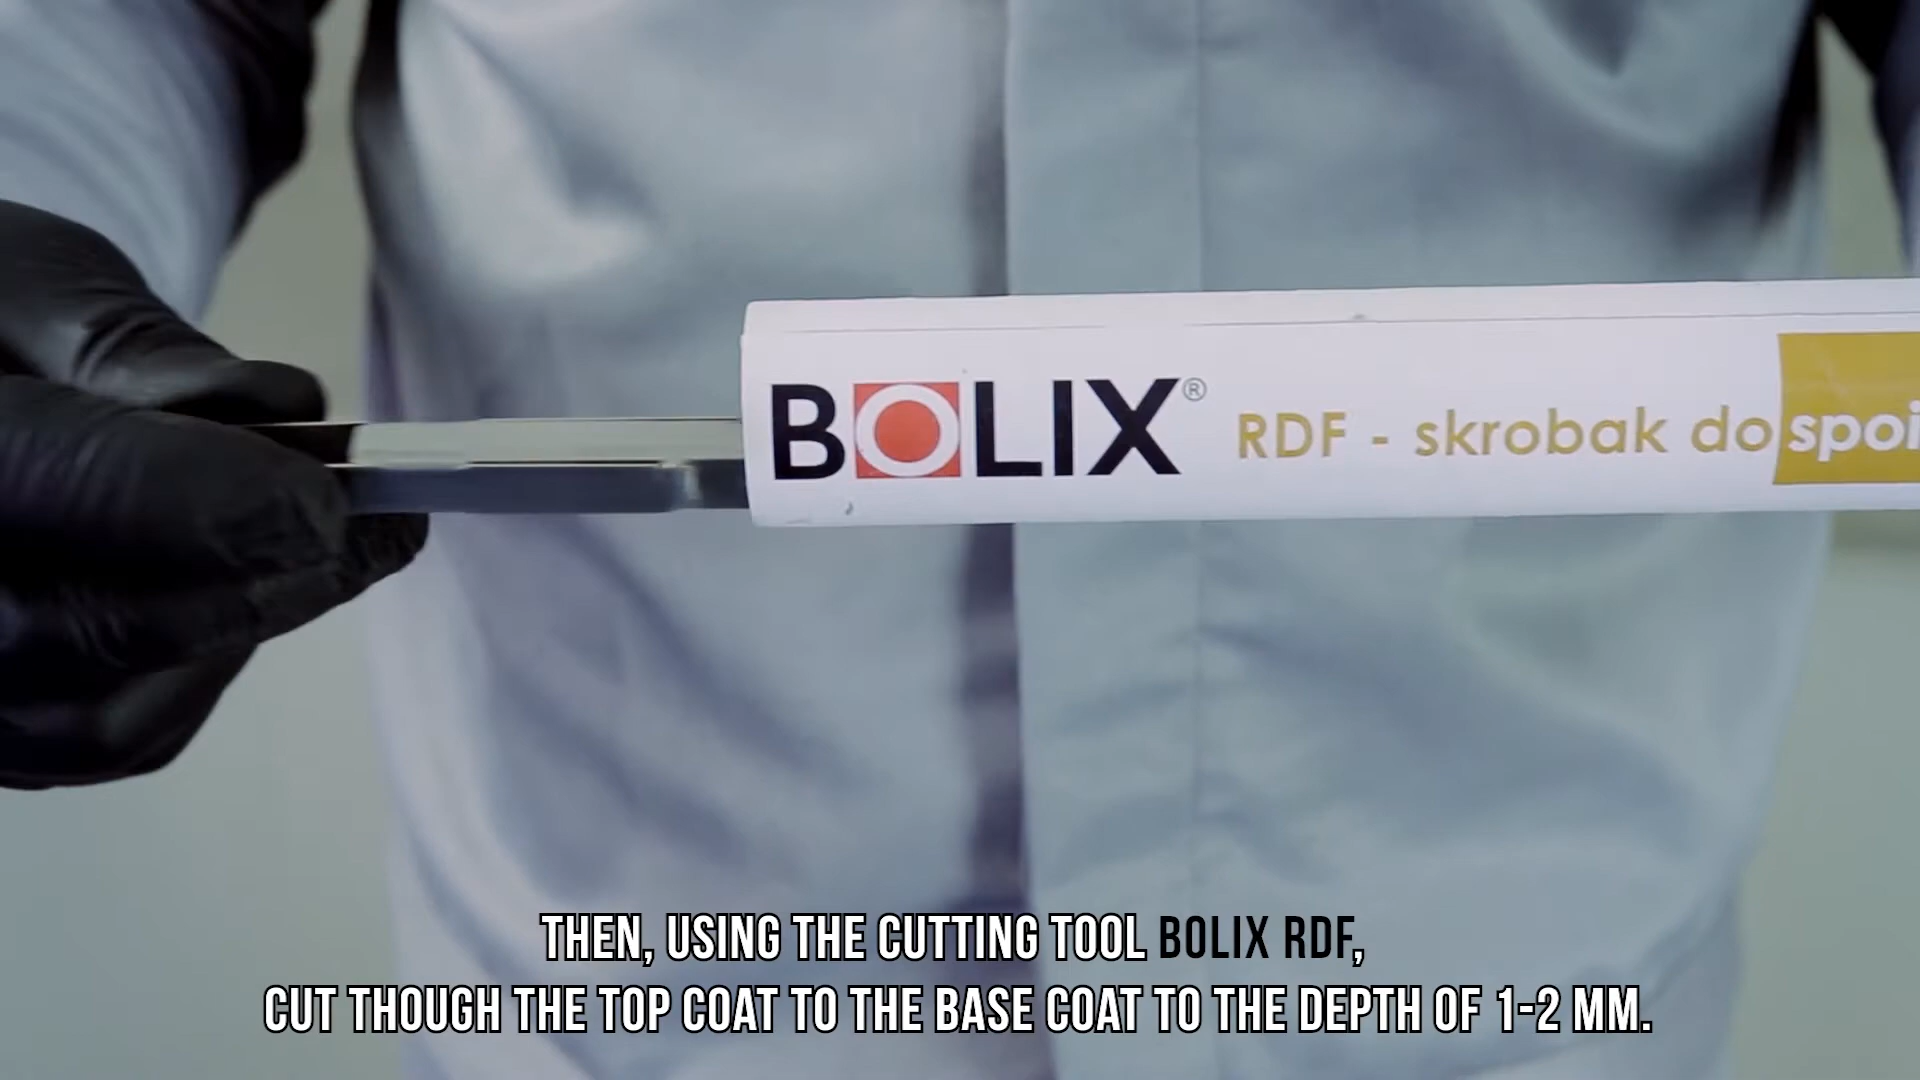 BOLIX® RDF - skrobak do spoi
THEN, USING THE CUTTING TOOL BOLIX RDF,
CUT THOUGH THE TOP COAT TO THE BASE COAT TO THE DEPTH OF 1-2 MM.